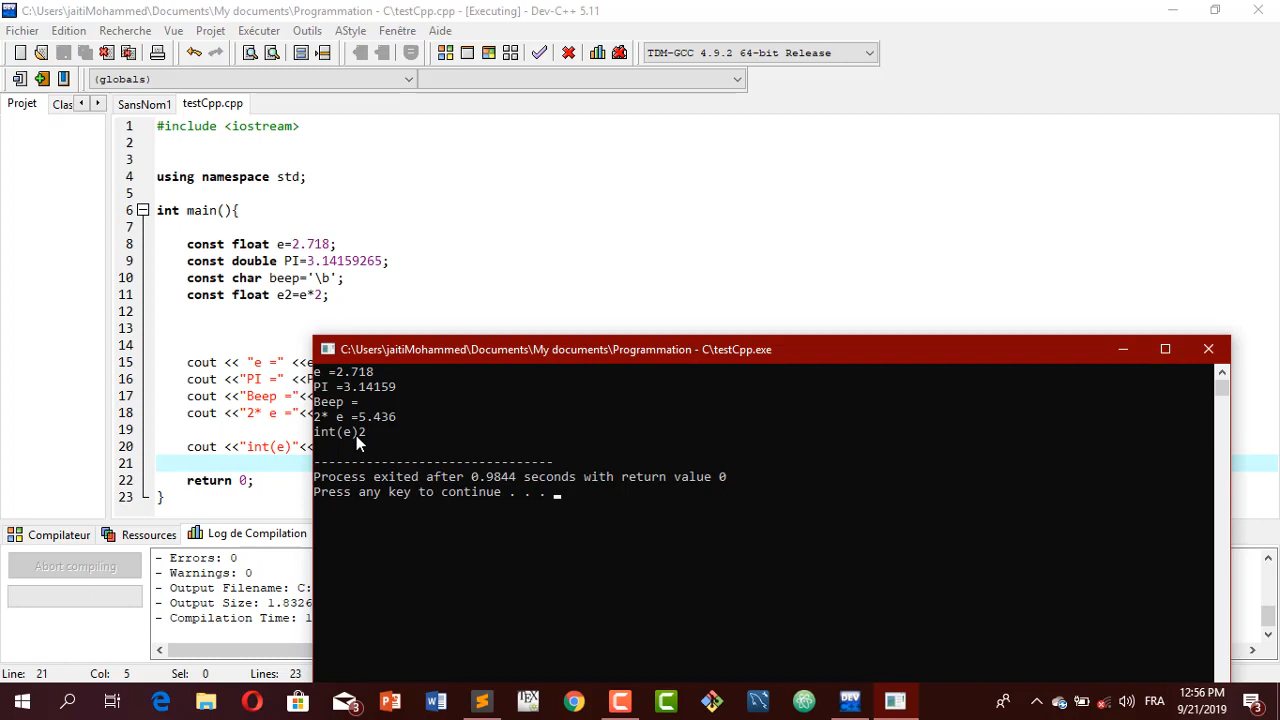 C:\Users\jaitiMohammed\Documents\My documents\Programmation - C\testCpp.cpp - [Executing] - Dev-C++ 5.11
Fichier Edition Recherche Vue Projet Exécuter Outils AStyle Fenêtre Aide
TDM-GCC 4.9.2 64-bit Release
(globals)
Projet Clas SansNom1 testCpp.cpp
1 #include <iostream>
2
3
4 using namespace std;
5
6 int main(){
7
8 const float e=2.718;
9 const double PI=3.14159265;
10 const char beep='\b';
11 const float e2=e*2;
12
13
14
15 cout << "e =" <<e
16 cout <<"PI =" <<P
17 cout <<"Beep ="
18 cout <<"2* e ="<<
19
20 cout <<"int(e)"<<
21
22 return 0;
23 }
C:\Users\jaitiMohammed\Documents\My documents\Programmation - C\testCpp.exe
e =2.718
PI =3.14159
Beep =
2* e =5.436
int(e)2
--------------------------------
Process exited after 0.9844 seconds with return value 0
Press any key to continue . . .
Compilateur Ressources Log de Compilation
Abort compiling
- Errors: 0
- Warnings: 0
- Output Filename: C:
- Output Size: 1.8326
- Compilation Time: 1
Line: 21 Col: 5 Sel: 0 Lines: 23
3 DEV FRA 12:56 PM
9/21/2019 3